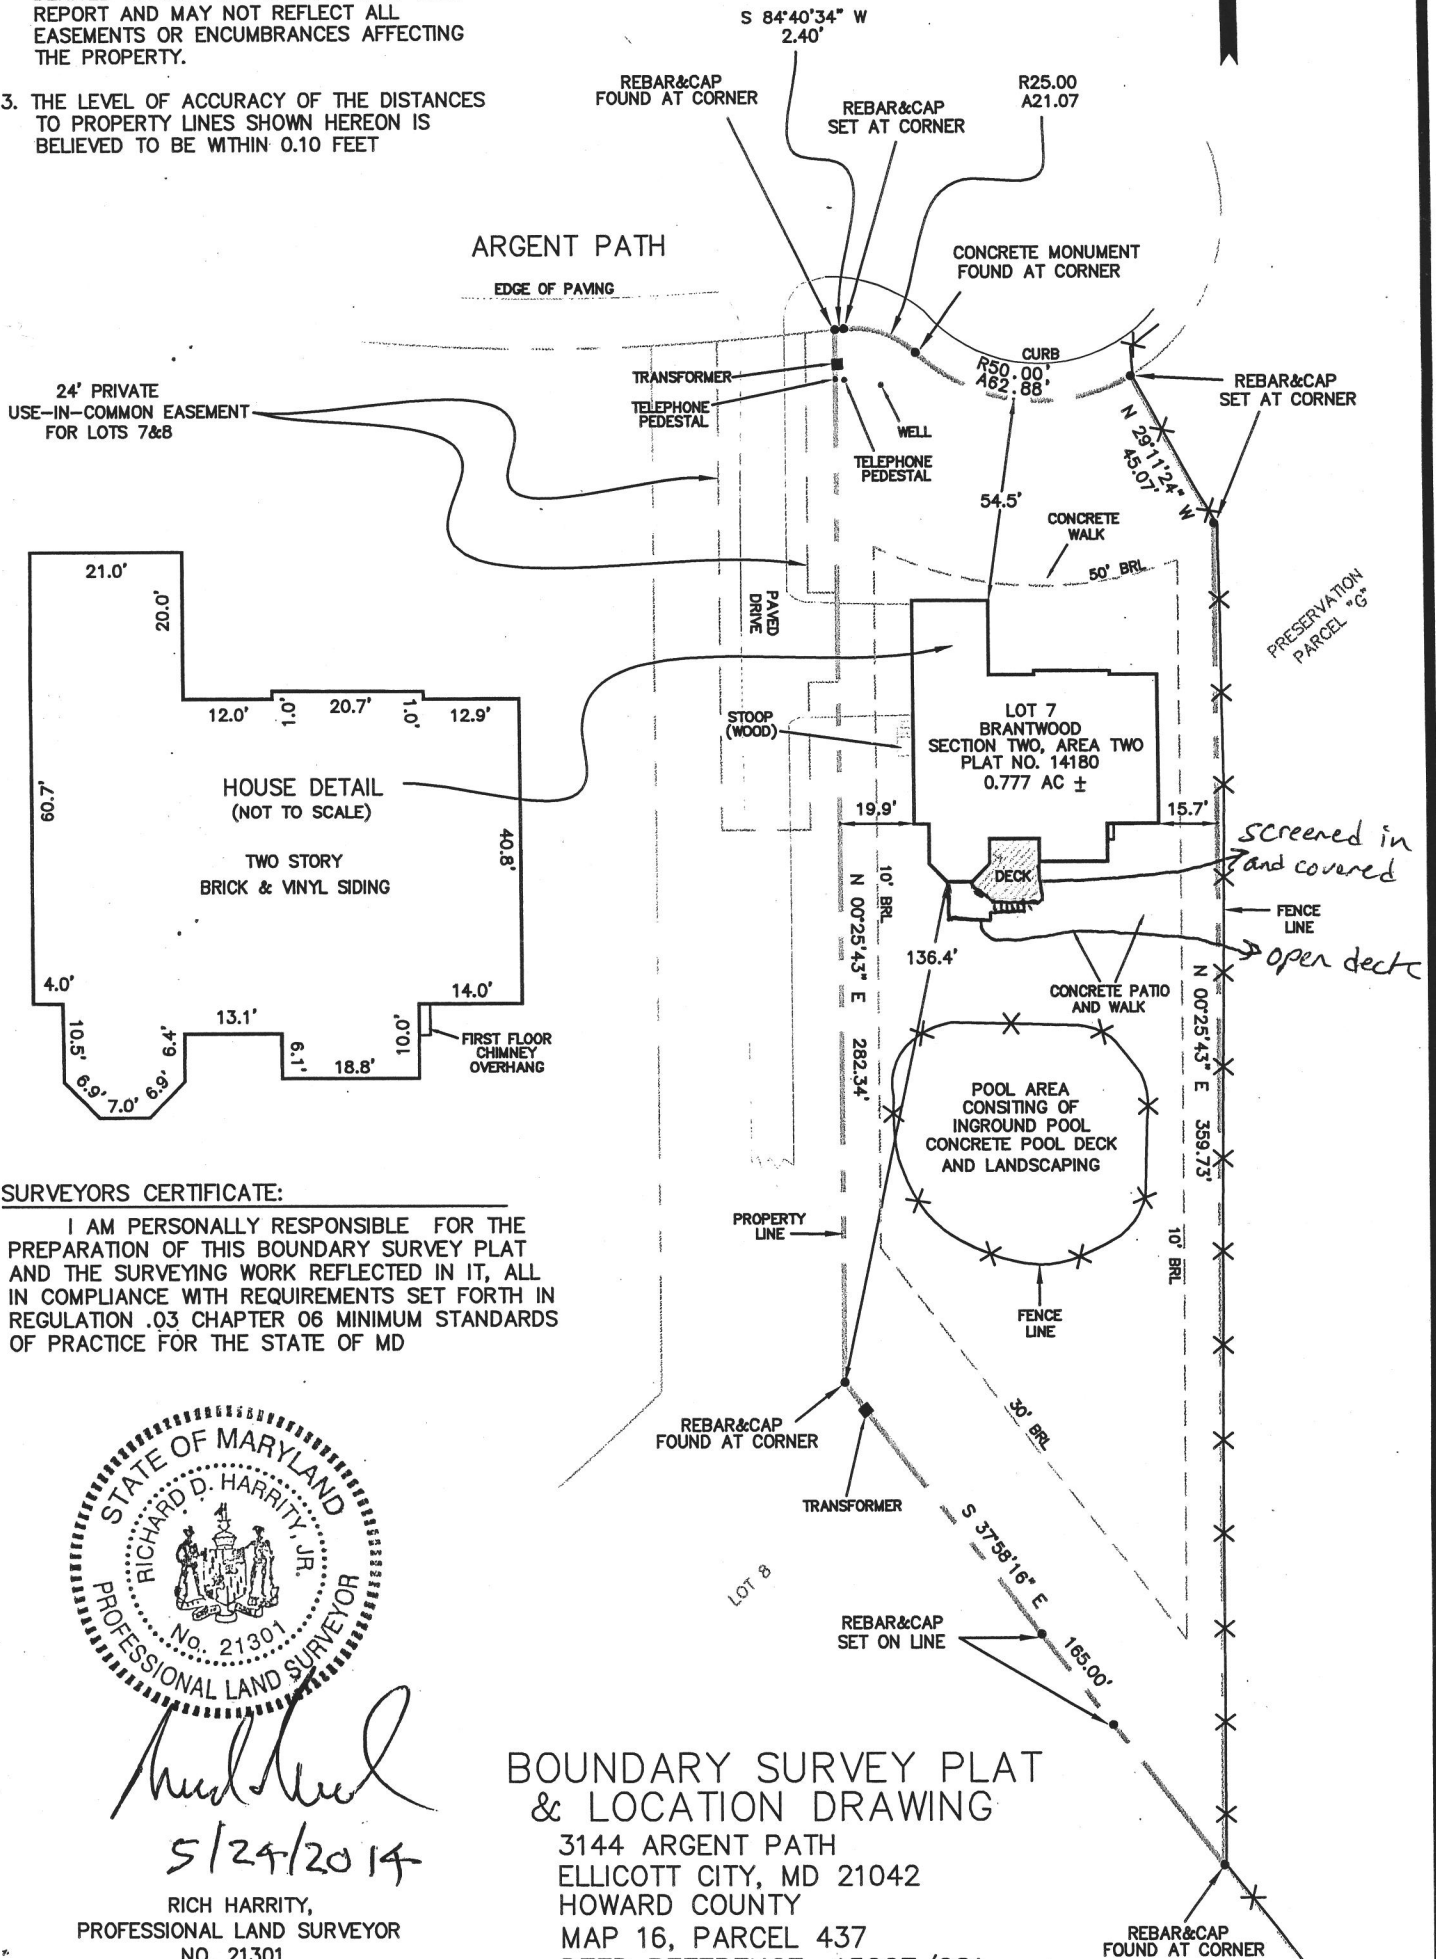 REPORT AND MAY NOT REFLECT ALL
EASEMENTS OR ENCUMBRANCES AFFECTING
THE PROPERTY.
3. THE LEVEL OF ACCURACY OF THE DISTANCES
TO PROPERTY LINES SHOWN HEREON IS
BELIEVED TO BE WITHIN 0.10 FEET
S 84°40'34" W
2.40'
REBAR&CAP
FOUND AT CORNER
REBAR&CAP
SET AT CORNER
R25.00
A21.07
ARGENT PATH
EDGE OF PAVING
CONCRETE MONUMENT
FOUND AT CORNER
CURB
R50.00'
A62.88'
TRANSFORMER
TELEPHONE
PEDESTAL
WELL
TELEPHONE
PEDESTAL
REBAR&CAP
SET AT CORNER
N 29°11'24" W
45.07'
24' PRIVATE
USE-IN-COMMON EASEMENT
FOR LOTS 7&8
54.5'
CONCRETE
WALK
50' BRL
PAVED
DRIVE
PRESERVATION
PARCEL "G"
21.0'
20.0'
12.0'
1.0'
20.7'
1.0'
12.9'
60.7'
HOUSE DETAIL
(NOT TO SCALE)
TWO STORY
BRICK & VINYL SIDING
40.8'
4.0'
10.5'
6.9'
7.0'
6.9'
6.4'
13.1'
6.1'
18.8'
10.0'
14.0'
FIRST FLOOR
CHIMNEY
OVERHANG
STOOP
(WOOD)
LOT 7
BRANTWOOD
SECTION TWO, AREA TWO
PLAT NO. 14180
0.777 AC ±
19.9'
15.7'
screened in
and covered
DECK
FENCE
LINE
open deck
10' BRL
N 00°25'43" E 282.34'
136.4'
CONCRETE PATIO
AND WALK
N 00°25'43" E 359.73'
POOL AREA
CONSITING OF
INGROUND POOL
CONCRETE POOL DECK
AND LANDSCAPING
PROPERTY
LINE
10' BRL
FENCE
LINE
SURVEYORS CERTIFICATE:
I AM PERSONALLY RESPONSIBLE FOR THE
PREPARATION OF THIS BOUNDARY SURVEY PLAT
AND THE SURVEYING WORK REFLECTED IN IT, ALL
IN COMPLIANCE WITH REQUIREMENTS SET FORTH IN
REGULATION .03 CHAPTER 06 MINIMUM STANDARDS
OF PRACTICE FOR THE STATE OF MD
REBAR&CAP
FOUND AT CORNER
30' BRL
TRANSFORMER
S 37°58'16" E
165.00'
LOT 8
REBAR&CAP
SET ON LINE
STATE OF MARYLAND
RICHARD D. HARRITY, JR.
No. 21301
PROFESSIONAL LAND SURVEYOR
5/24/2014
RICH HARRITY,
PROFESSIONAL LAND SURVEYOR
NO. 21301
BOUNDARY SURVEY PLAT
& LOCATION DRAWING
3144 ARGENT PATH
ELLICOTT CITY, MD 21042
HOWARD COUNTY
MAP 16, PARCEL 437
REBAR&CAP
FOUND AT CORNER